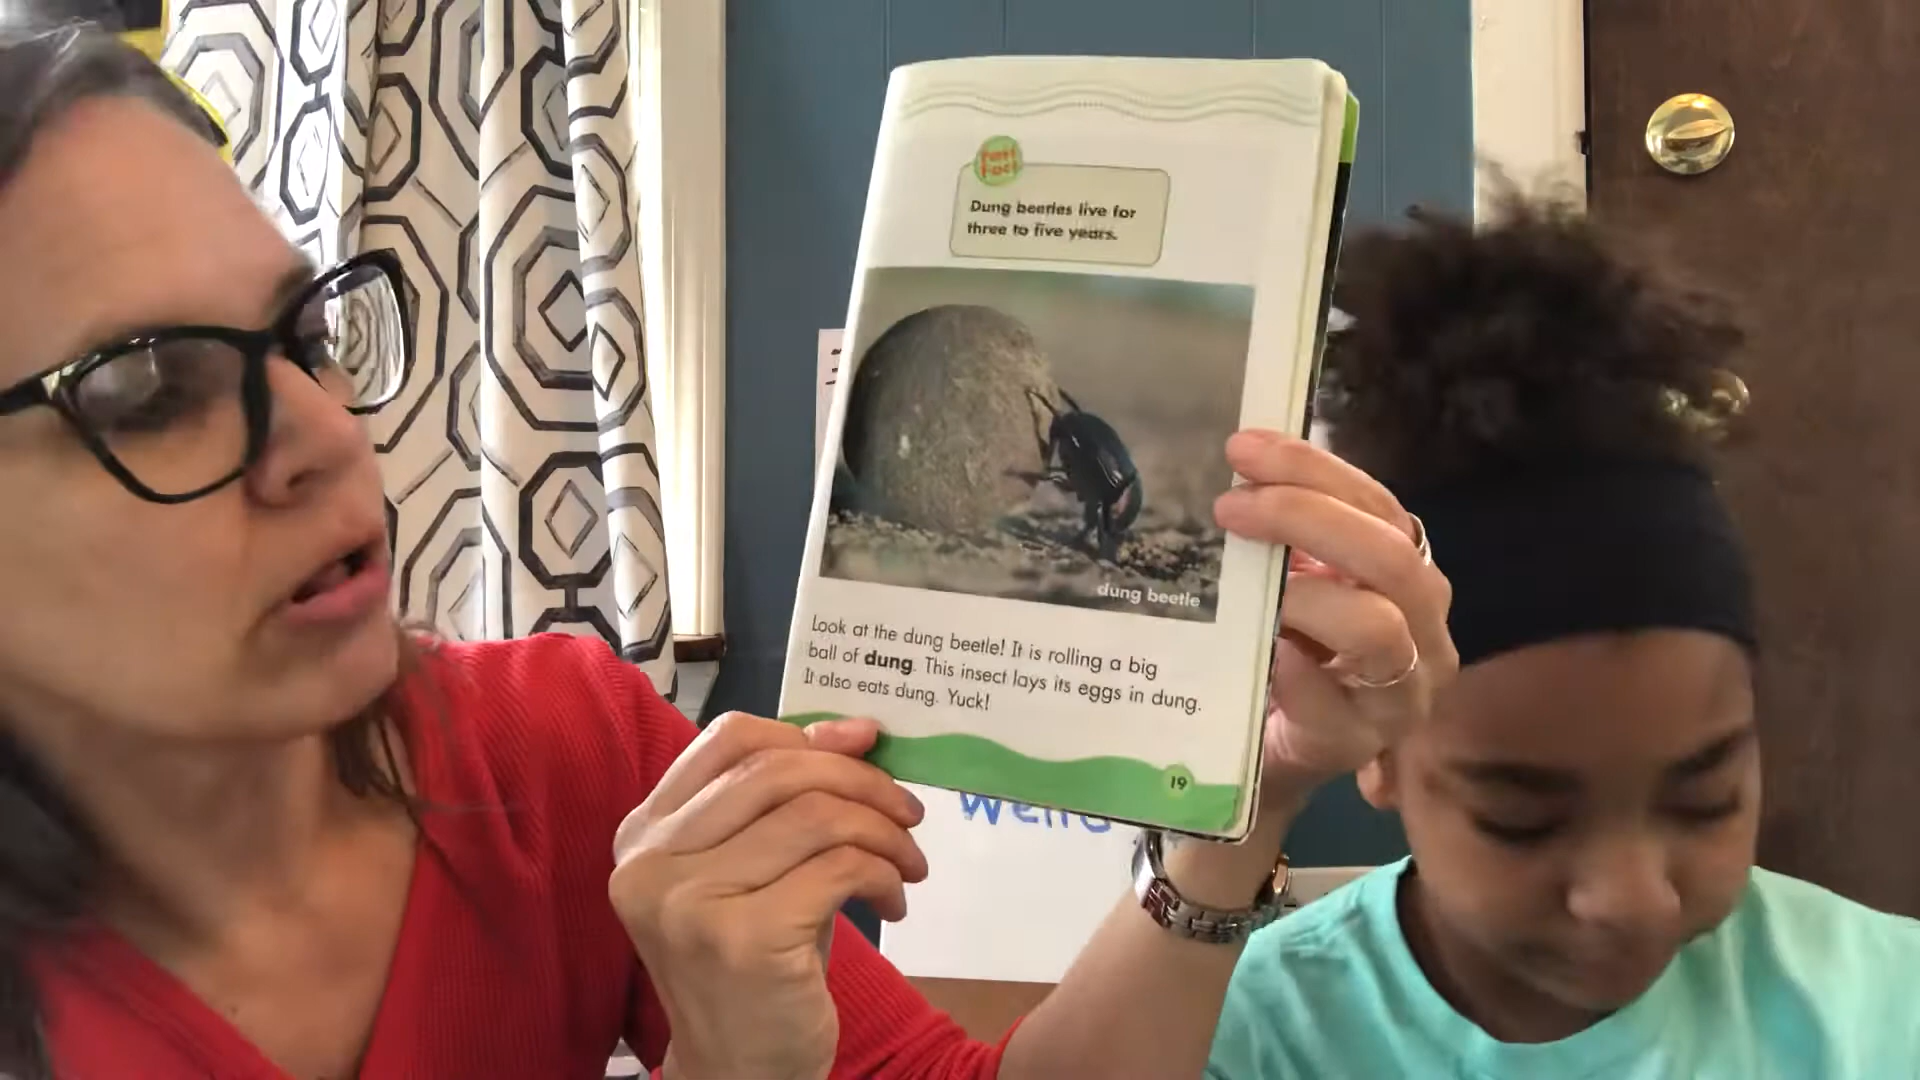 Fast
Fact
Dung beetles live for
three to five years.
dung beetle
Look at the dung beetle! It is rolling a big
ball of dung. This insect lays its eggs in dung.
It also eats dung. Yuck!
19
Weird